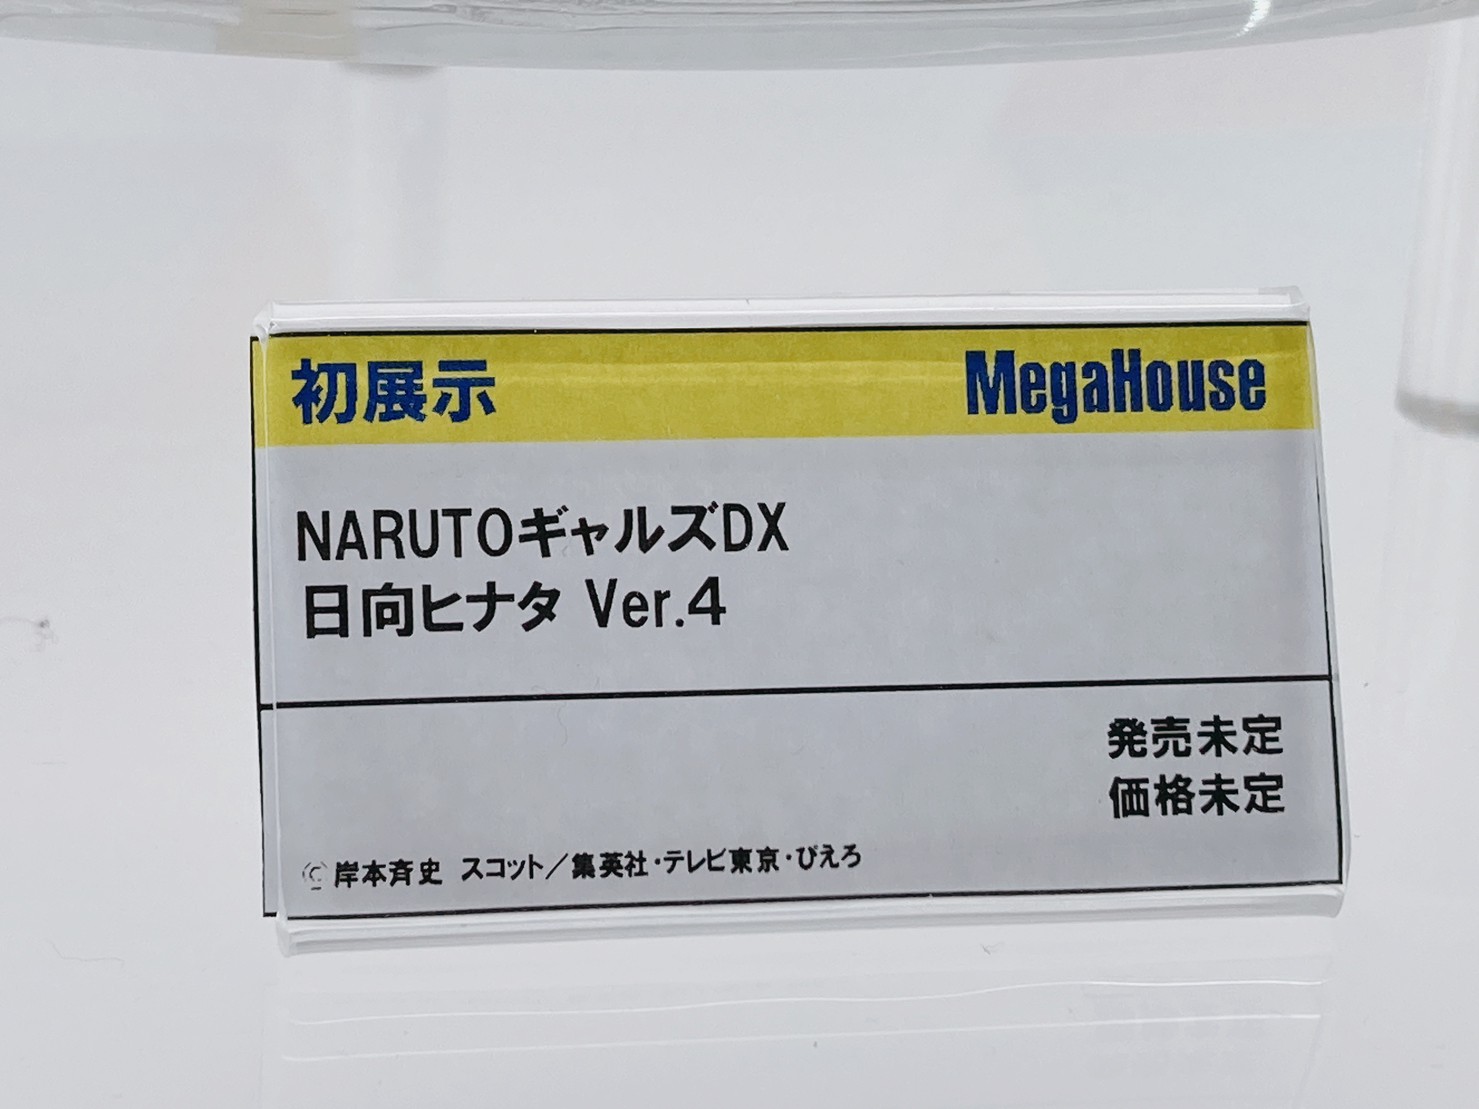 初展示 MegaHouse
NARUTOギャルズDX
日向ヒナタ Ver.4
発売未定
価格未定
©岸本斉史 スコット／集英社・テレビ東京・ぴえろ